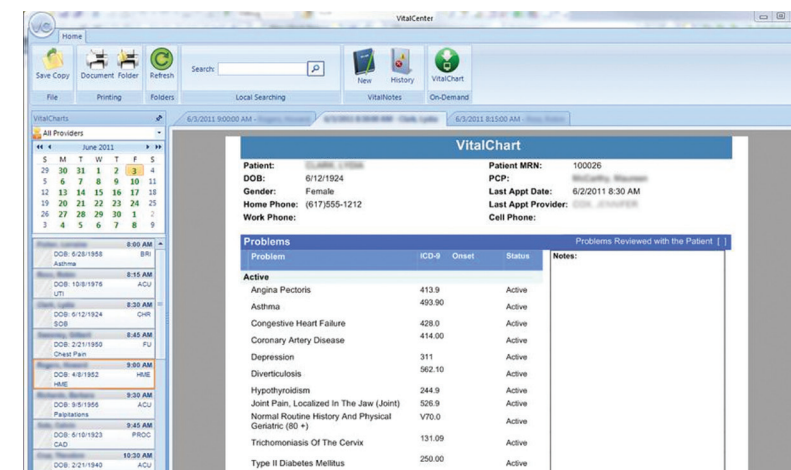 VitalCenter
Home
Save Copy Document Folder Refresh Search: New History VitalChart
File Printing Folders Local Searching VitalNotes On-Demand
VitalCharts
6/3/2011 9:00:00 AM - 6/3/2011 8:15:00 AM -
All Providers
June 2011
S M T W T F S
29 30 31 1 2 3 4
5 6 7 8 9 10 11
12 13 14 15 16 17 18
19 20 21 22 23 24 25
26 27 28 29 30 1 2
3 4 5 6 7 8 9
8:00 AM
DOB: 6/28/1958 BRI
Asthma
8:15 AM
DOB: 10/8/1976 ACU
UTI
8:30 AM
DOB: 6/12/1924 CHR
SOB
8:45 AM
DOB: 2/21/1950 FU
Chest Pain
9:00 AM
DOB: 4/8/1952 HME
HME
9:30 AM
DOB: 9/5/1956 ACU
Palpitations
9:45 AM
DOB: 6/10/1923 PROC
CAD
10:30 AM
DOB: 2/21/1940 ACU
VitalChart
Patient: Patient MRN: 100026
DOB: 6/12/1924 PCP:
Gender: Female Last Appt Date: 6/2/2011 8:30 AM
Home Phone: (617)555-1212 Last Appt Provider:
Work Phone: Cell Phone:
Problems Problems Reviewed with the Patient [ ]
Problem ICD-9 Onset Status Notes:
Active
Angina Pectoris 413.9 Active
Asthma 493.90 Active
Congestive Heart Failure 428.0 Active
Coronary Artery Disease 414.00 Active
Depression 311 Active
Diverticulosis 562.10 Active
Hypothyroidism 244.9 Active
Joint Pain, Localized In The Jaw (Joint) 526.9 Active
Normal Routine History And Physical V70.0 Active
Geriatric (80 +)
Trichomoniasis Of The Cervix 131.09 Active
Type II Diabetes Mellitus 250.00 Active